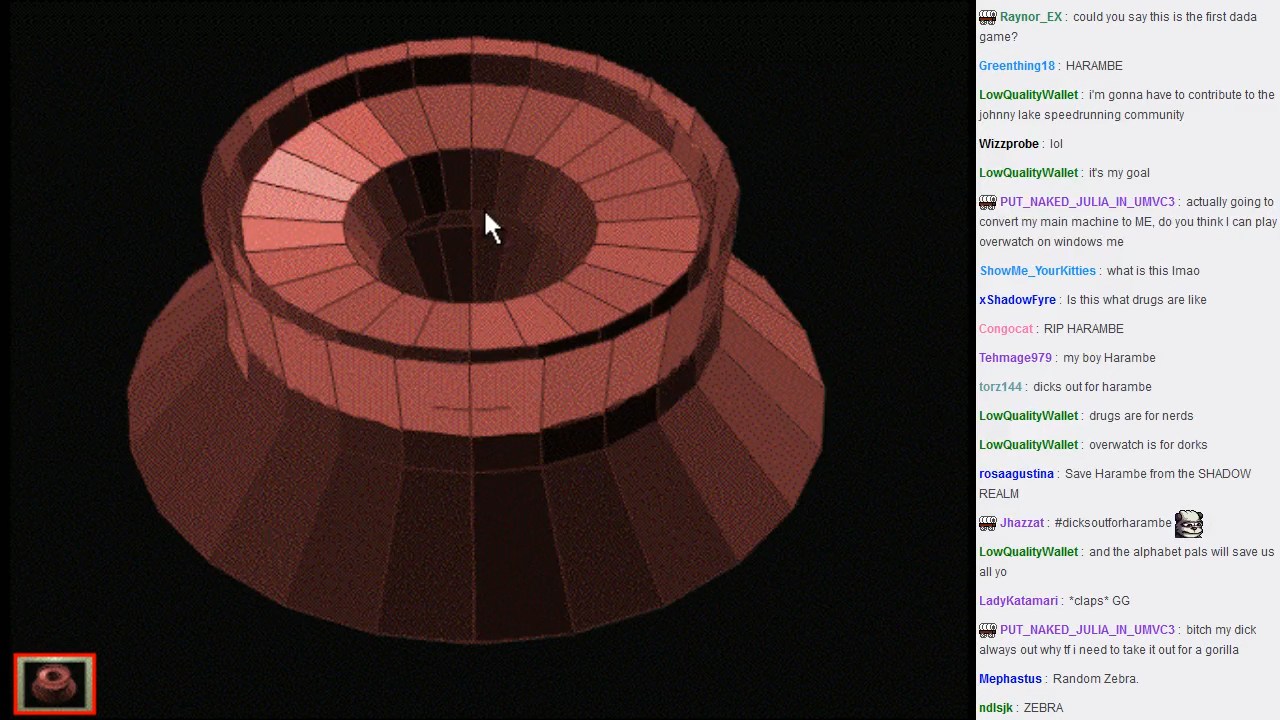 Raynor_EX : could you say this is the first dada
game?
Greenthing18 : HARAMBE
LowQualityWallet : i'm gonna have to contribute to the
johnny lake speedrunning community
Wizzprobe : lol
LowQualityWallet : it's my goal
PUT_NAKED_JULIA_IN_UMVC3 : actually going to
convert my main machine to ME, do you think I can play
overwatch on windows me
ShowMe_YourKitties : what is this lmao
xShadowFyre : Is this what drugs are like
Congocat : RIP HARAMBE
Tehmage979 : my boy Harambe
torz144 : dicks out for harambe
LowQualityWallet : drugs are for nerds
LowQualityWallet : overwatch is for dorks
rosaagustina : Save Harambe from the SHADOW
REALM
Jhazzat : #dicksoutforharambe
LowQualityWallet : and the alphabet pals will save us
all yo
LadyKatamari : *claps* GG
PUT_NAKED_JULIA_IN_UMVC3 : bitch my dick
always out why tf i need to take it out for a gorilla
Mephastus : Random Zebra.
ndlsjk : ZEBRA